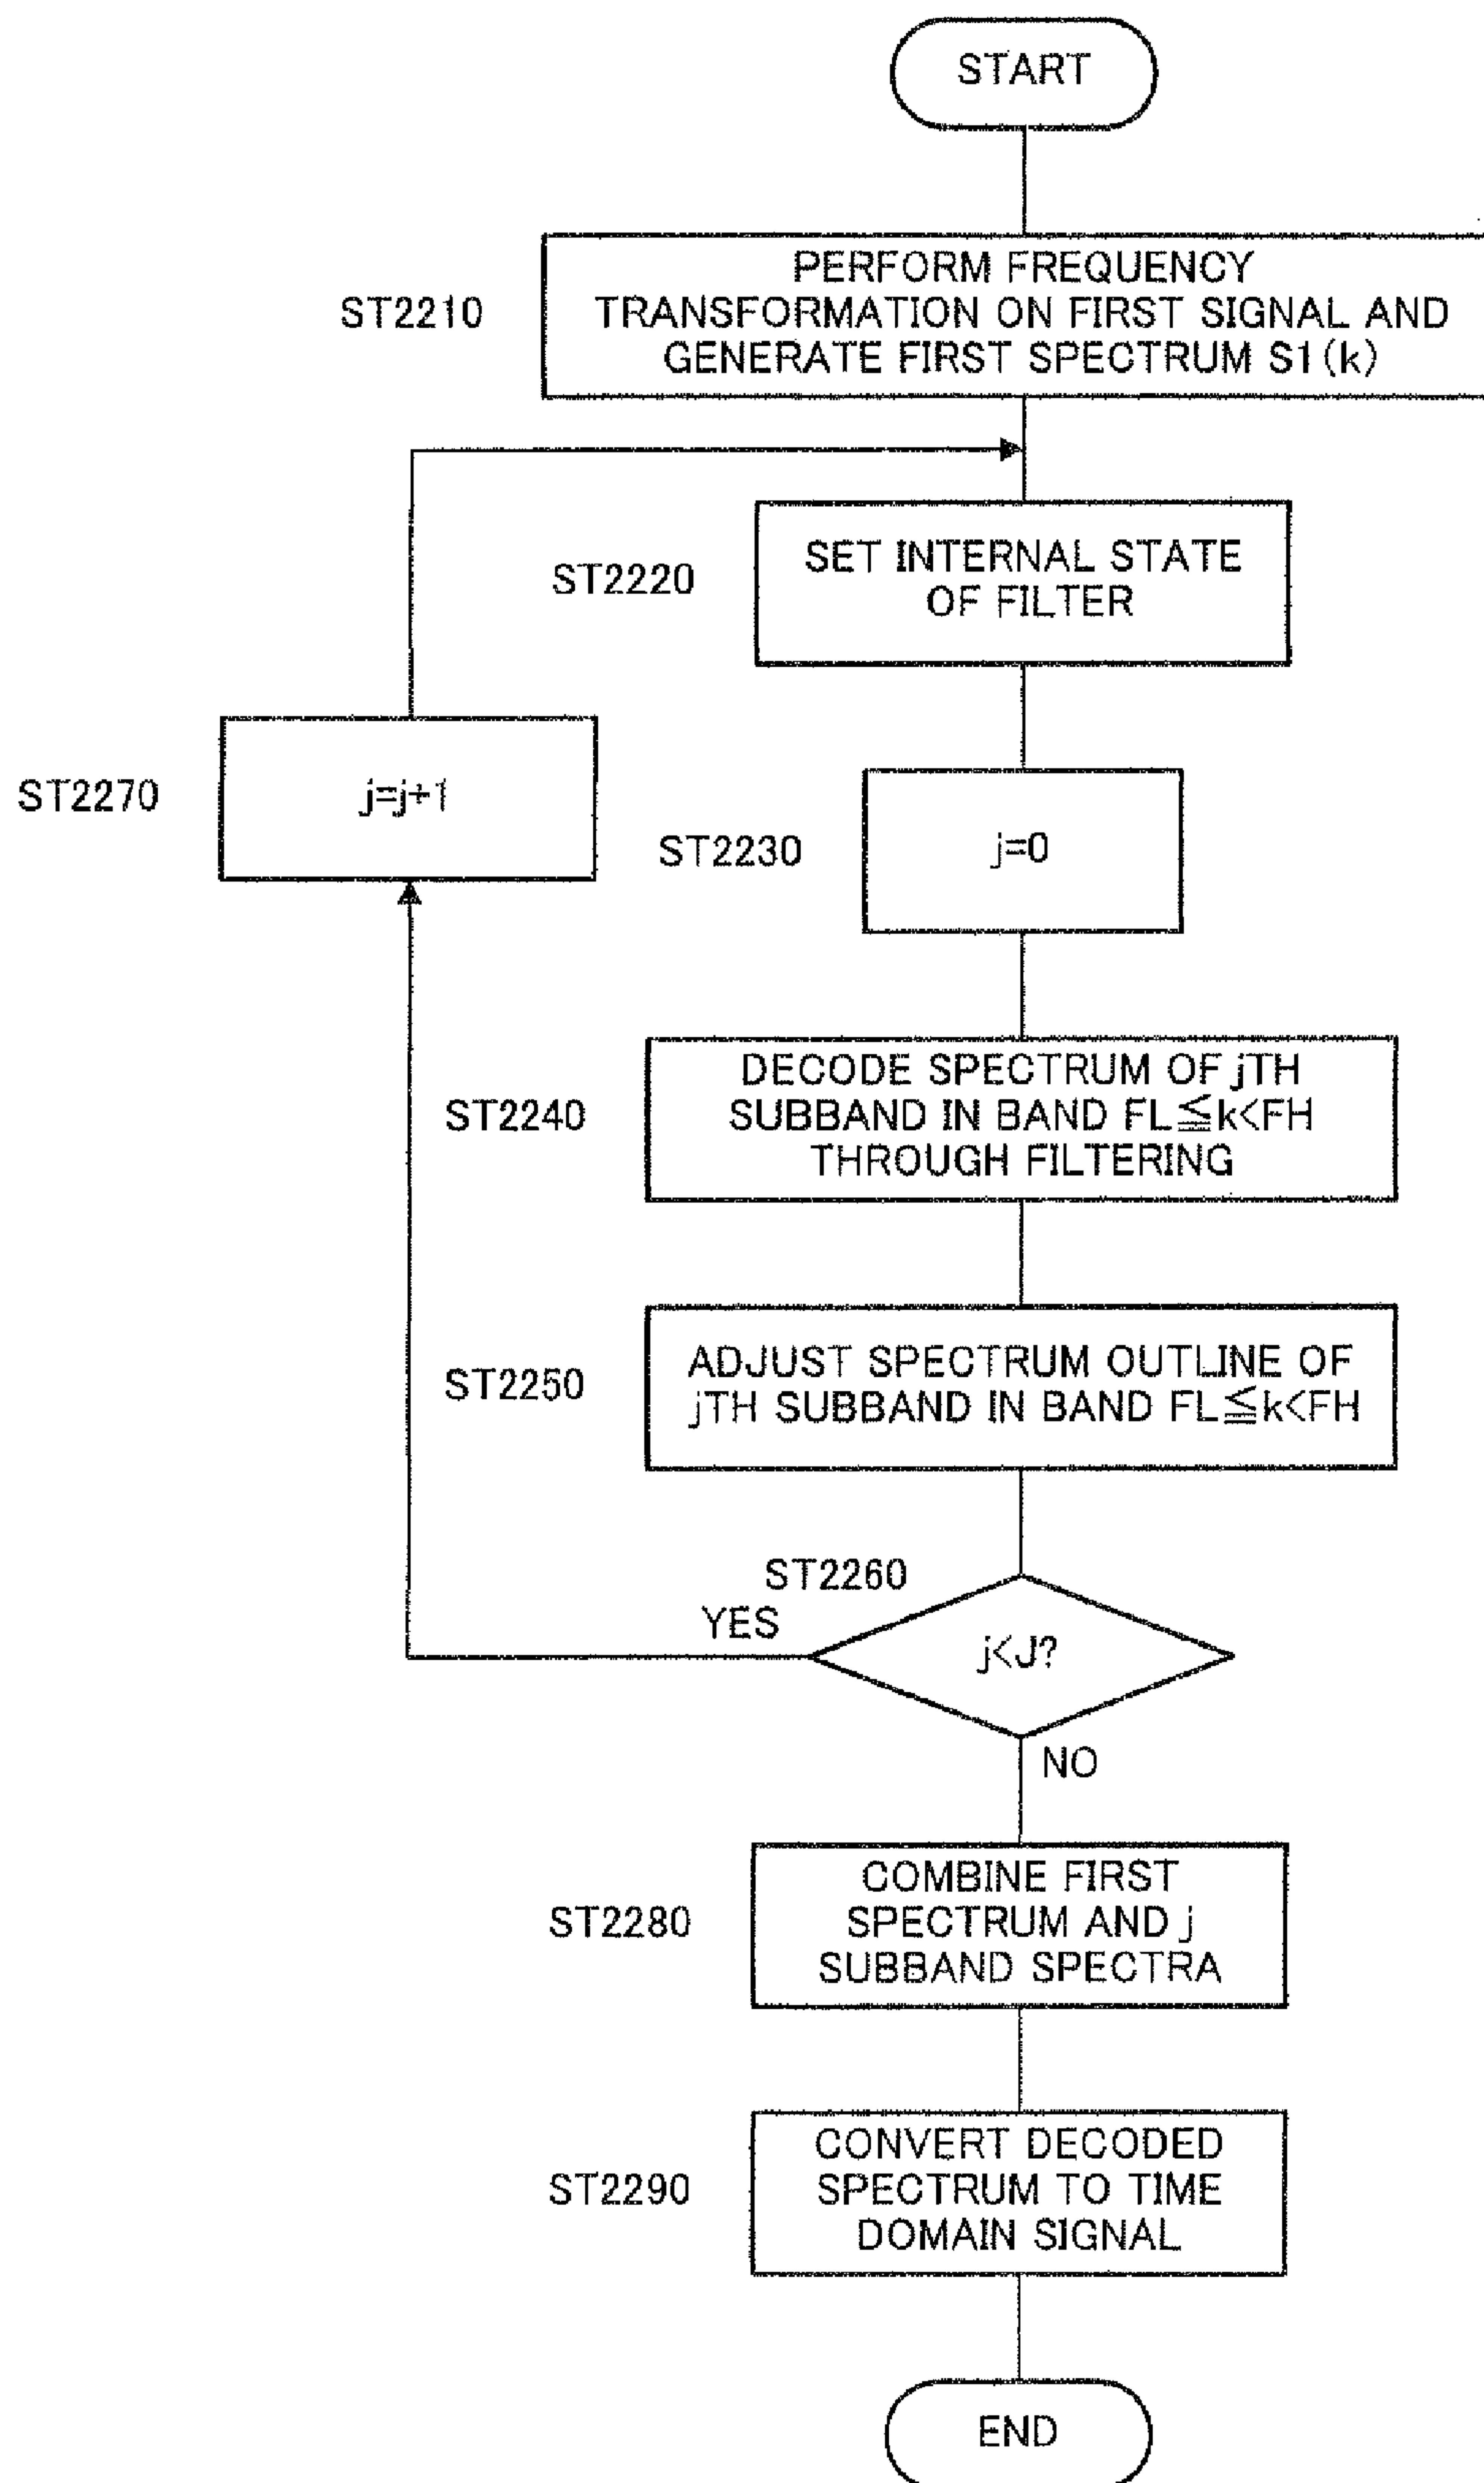 START
ST2210
PERFORM FREQUENCY
TRANSFORMATION ON FIRST SIGNAL AND
GENERATE FIRST SPECTRUM S1(k)
ST2220
SET INTERNAL STATE
OF FILTER
ST2270
j=j+1
ST2230
j=0
ST2240
DECODE SPECTRUM OF jTH
SUBBAND IN BAND FL≦k<FH
THROUGH FILTERING
ST2250
ADJUST SPECTRUM OUTLINE OF
jTH SUBBAND IN BAND FL≦k<FH
ST2260
YES
j<J?
NO
ST2280
COMBINE FIRST
SPECTRUM AND j
SUBBAND SPECTRA
ST2290
CONVERT DECODED
SPECTRUM TO TIME
DOMAIN SIGNAL
END